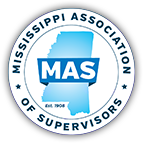 MISSISSIPPI ASSOCIATION
MAS
Est. 1908
OF SUPERVISORS